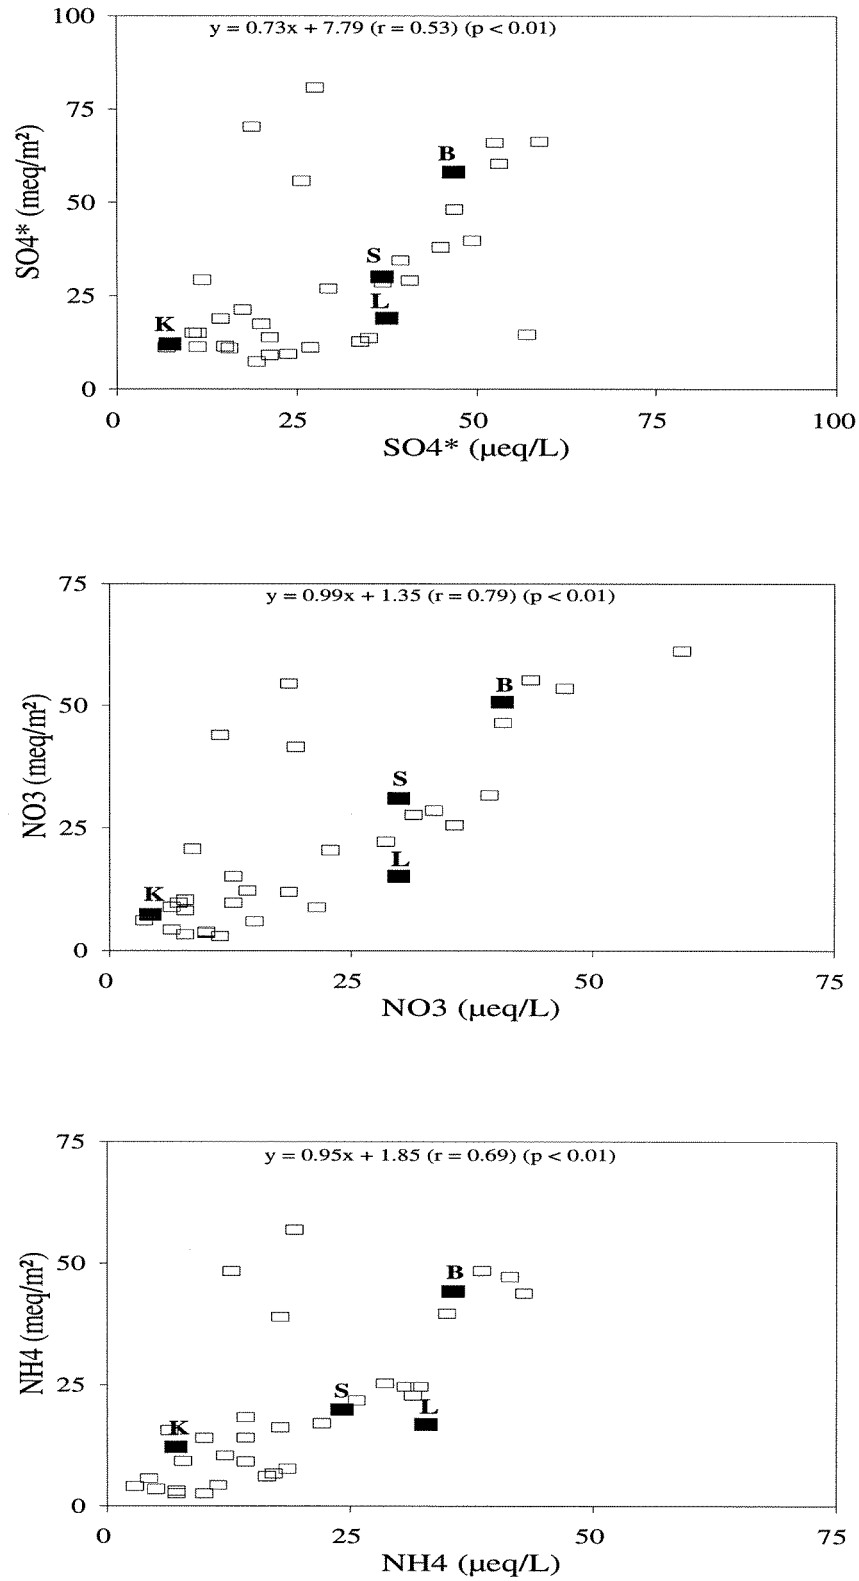 y = 0.73x + 7.79 (r = 0.53) (p < 0.01)
100
75
50
25
0
SO4* (meq/m²)
B
S
L
K
0 25 50 75 100
SO4* (µeq/L)
y = 0.99x + 1.35 (r = 0.79) (p < 0.01)
75
50
25
0
NO3 (meq/m²)
B
S
L
K
0 25 50 75
NO3 (µeq/L)
y = 0.95x + 1.85 (r = 0.69) (p < 0.01)
75
50
25
0
NH4 (meq/m²)
B
S
L
K
0 25 50 75
NH4 (µeq/L)